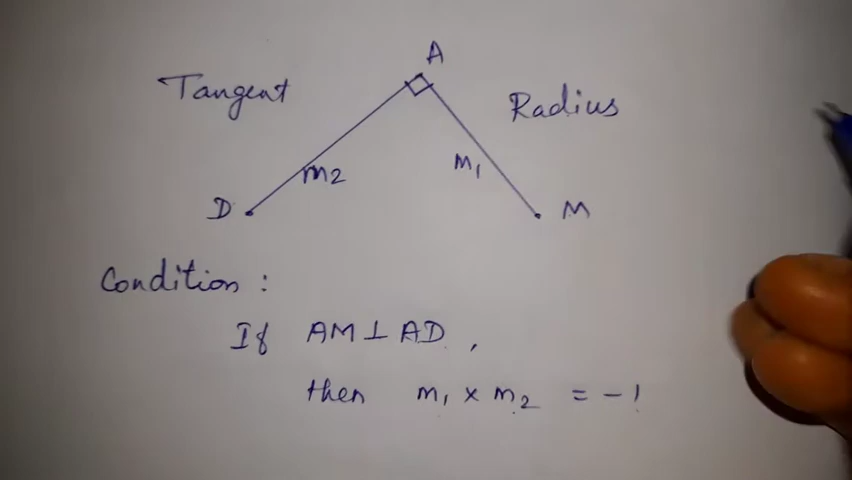 A
Tangent
Radius
m2
m1
D
M
Condition :
If AM ⊥ AD ,
then m1 × m2 = -1